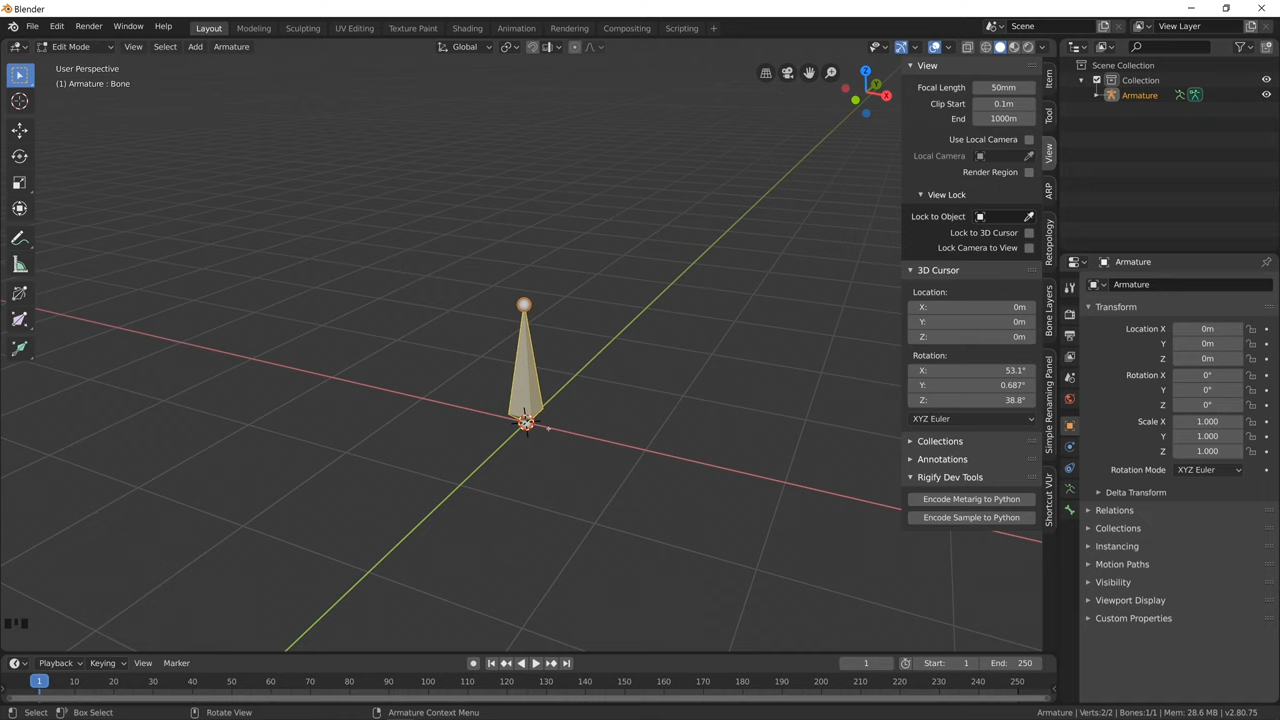 Blender
File Edit Render Window Help
Layout Modeling Sculpting UV Editing Texture Paint Shading Animation Rendering Compositing Scripting +
Scene
View Layer
Edit Mode View Select Add Armature
Global
User Perspective
(1) Armature : Bone
Z
Y
X
View
Focal Length 50mm
Clip Start 0.1m
End 1000m
Use Local Camera
Local Camera
Render Region
View Lock
Lock to Object
Lock to 3D Cursor
Lock Camera to View
3D Cursor
Location:
X: 0m
Y: 0m
Z: 0m
Rotation:
X: 53.1°
Y: 0.687°
Z: 38.8°
XYZ Euler
Collections
Annotations
Rigify Dev Tools
Encode Metarig to Python
Encode Sample to Python
Item
Tool
View
ARP
Retopology
Bone Layers
Simple Renaming Panel
Shortcut VUr
Scene Collection
Collection
Armature
Armature
Armature
Transform
Location X 0m
Y 0m
Z 0m
Rotation X 0°
Y 0°
Z 0°
Scale X 1.000
Y 1.000
Z 1.000
Rotation Mode XYZ Euler
Delta Transform
Relations
Collections
Instancing
Motion Paths
Visibility
Viewport Display
Custom Properties
Playback Keying View Marker
1 Start: 1 End: 250
1 10 20 30 40 50 60 70 80 90 100 110 120 130 140 150 160 170 180 190 200 210 220 230 240 250
Select Box Select Rotate View Armature Context Menu
Armature | Verts:2/2 | Bones:1/1 | Mem: 28.6 MB | v2.80.75